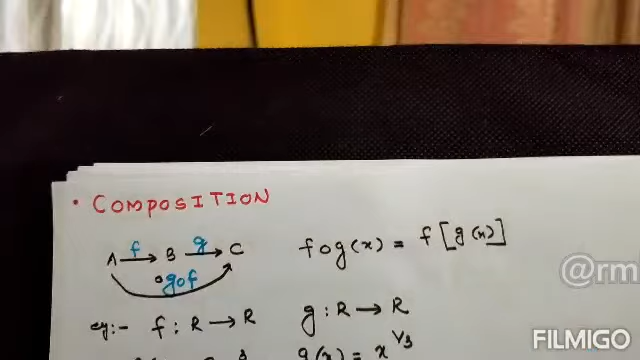 • COMPOSITION
A →f B →g C    fog(x) = f[g(x)]
gof
eg:- f : R → R    g : R → R
g(x) = x^1/3
@rm
FILMIGO